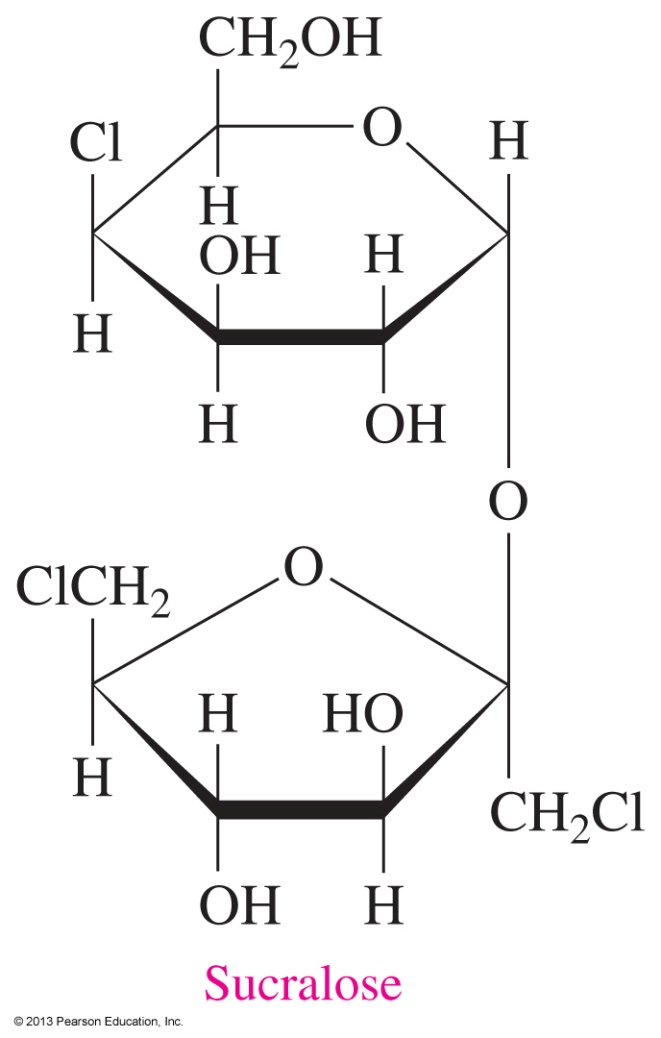 CH₂OH
Cl O H
H
OH H
H
H OH
O
O
ClCH₂
H HO
H
CH₂Cl
OH H
Sucralose
© 2013 Pearson Education, Inc.